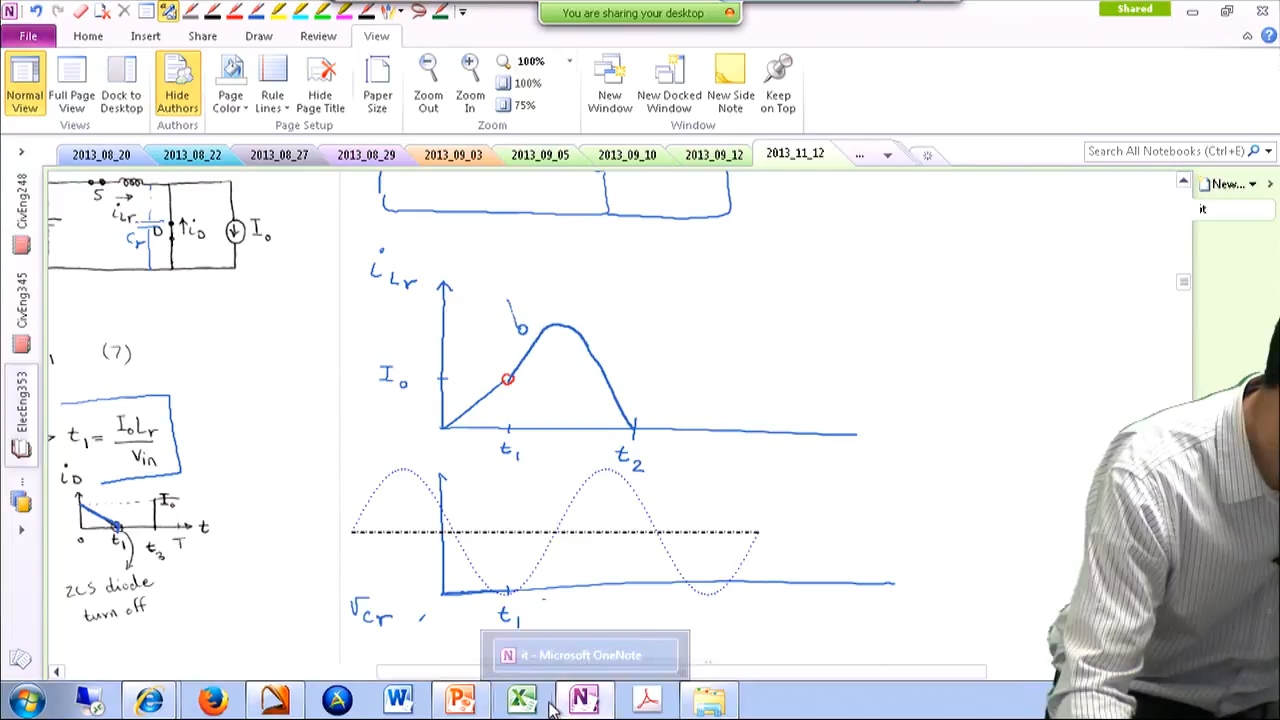 You are sharing your desktop
Shared
File Home Insert Share Draw Review View
Normal View
Full Page View
Dock to Desktop
Hide Authors
Page Color
Rule Lines
Hide Page Title
Paper Size
Zoom Out
Zoom In
100%
100%
75%
New Window
New Docked Window
New Side Note
Keep on Top
Views Authors Page Setup Zoom Window
2013_08_20 2013_08_22 2013_08_27 2013_08_29 2013_09_03 2013_09_05 2013_09_10 2013_09_12 2013_11_12 ...
Search All Notebooks (Ctrl+E)
New...
it
CivEng248
CivEng345
ElecEng353
S
iLr
Cr
D
iD
Io
(7)
t1 = IoLr / Vin
iD
Io
0 t1 t3 T t
ZCS diode
turn off
iLr
Io
t1 t2
Vcr
t1
it - Microsoft OneNote